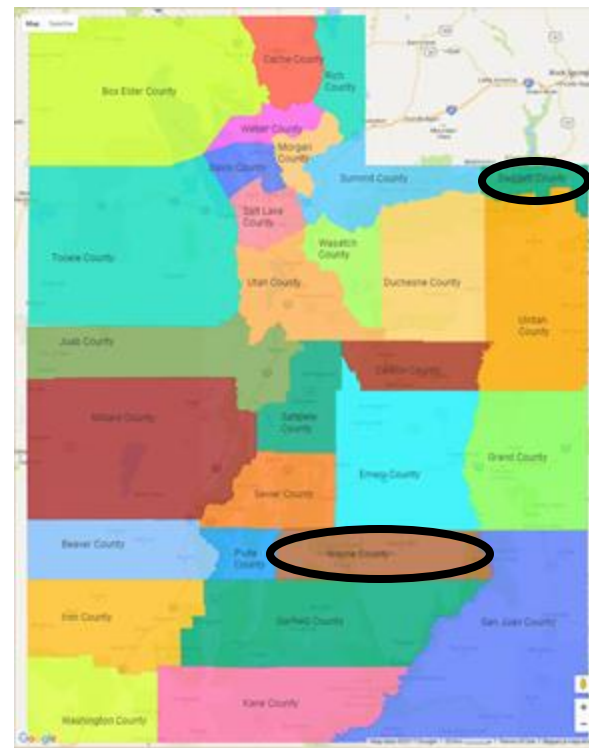 Map Satellite
Cache County
Rich
County
Box Elder County
Weber County
Morgan
County
Davis County
Summit County
Daggett County
Salt Lake
County
Wasatch
County
Tooele County
Utah County
Duchesne County
Uintah
County
Juab County
Carbon County
Millard County
Sanpete
County
Grand County
Emery County
Sevier County
Beaver County
Piute
County
Wayne County
Iron County
Garfield County
San Juan County
Kane County
Washington County
Google